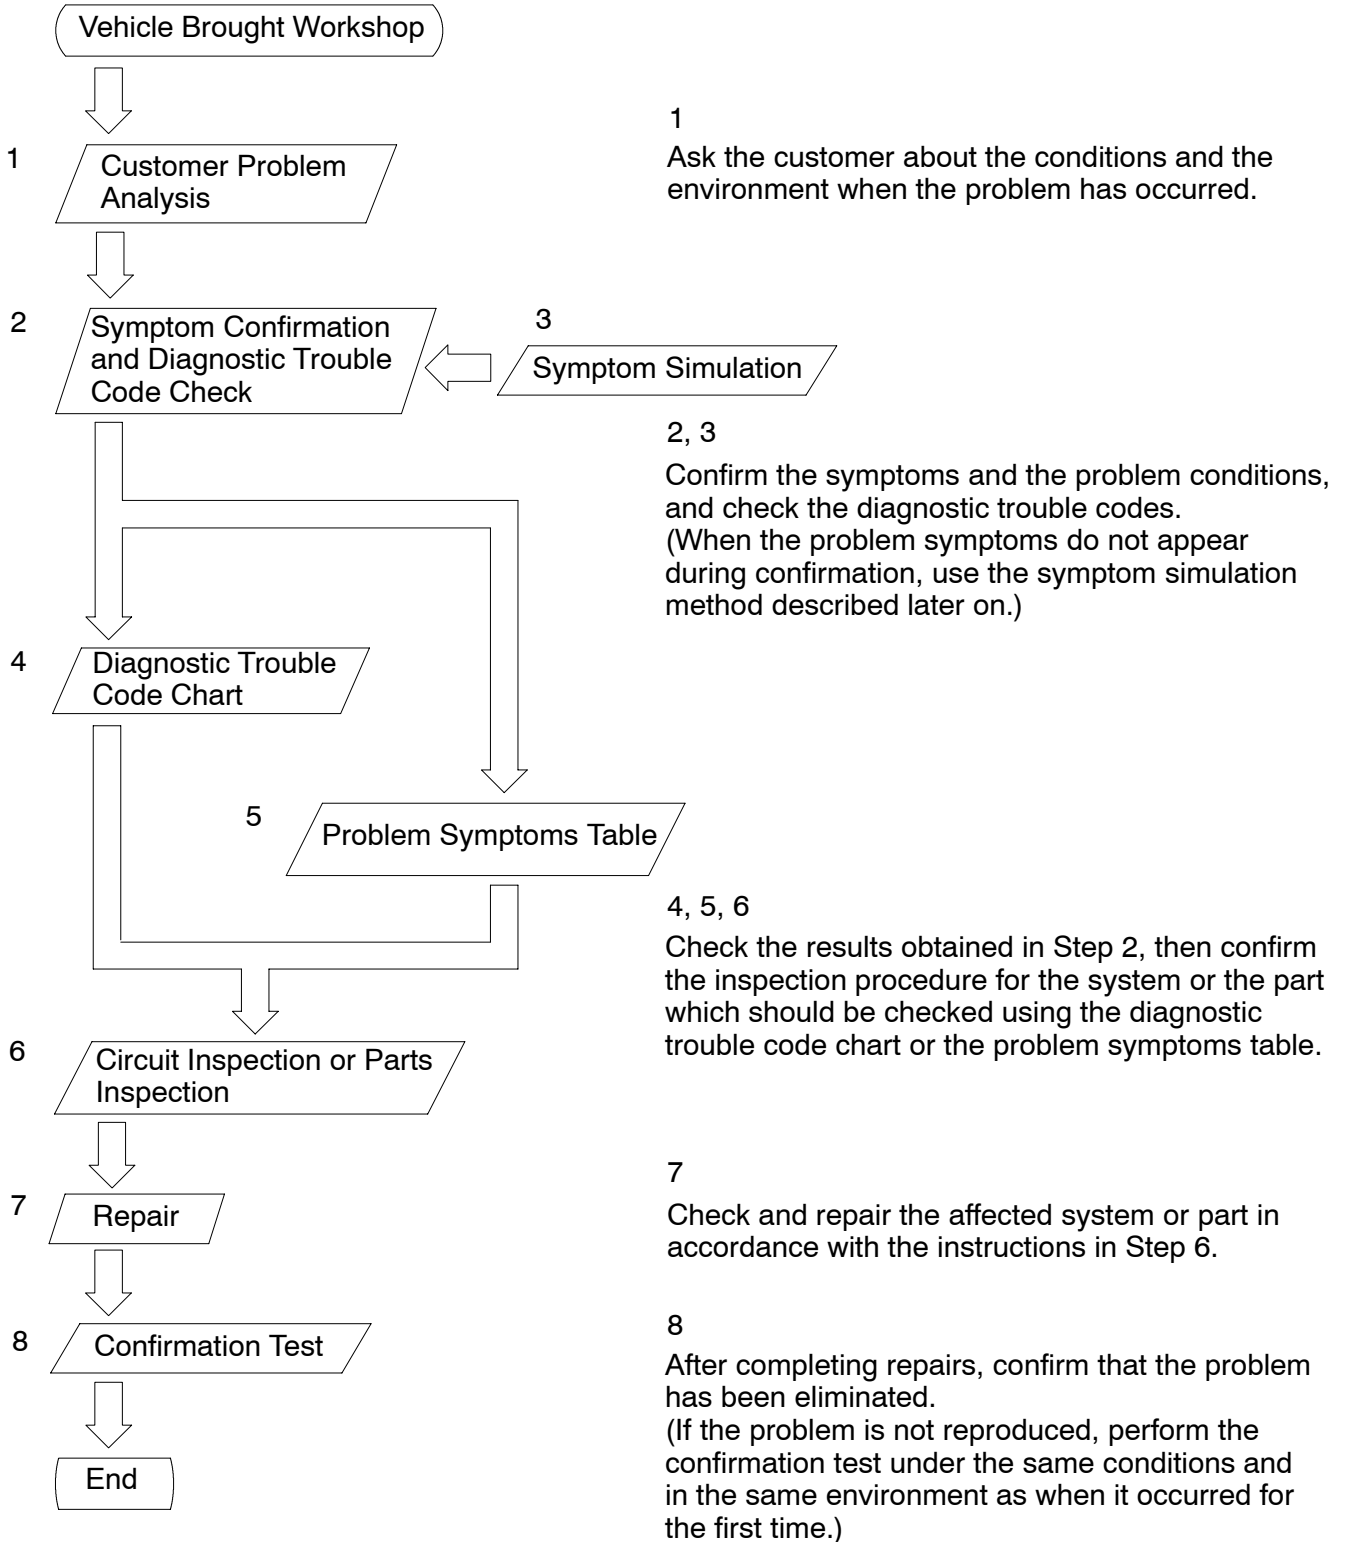 Vehicle Brought Workshop
1
Customer Problem
Analysis
1
Ask the customer about the conditions and the
environment when the problem has occurred.
2
Symptom Confirmation
and Diagnostic Trouble
Code Check
3
Symptom Simulation
2, 3
Confirm the symptoms and the problem conditions,
and check the diagnostic trouble codes.
(When the problem symptoms do not appear
during confirmation, use the symptom simulation
method described later on.)
4
Diagnostic Trouble
Code Chart
5
Problem Symptoms Table
4, 5, 6
Check the results obtained in Step 2, then confirm
the inspection procedure for the system or the part
which should be checked using the diagnostic
trouble code chart or the problem symptoms table.
6
Circuit Inspection or Parts
Inspection
7
Repair
7
Check and repair the affected system or part in
accordance with the instructions in Step 6.
8
Confirmation Test
8
After completing repairs, confirm that the problem
has been eliminated.
(If the problem is not reproduced, perform the
confirmation test under the same conditions and
in the same environment as when it occurred for
the first time.)
End